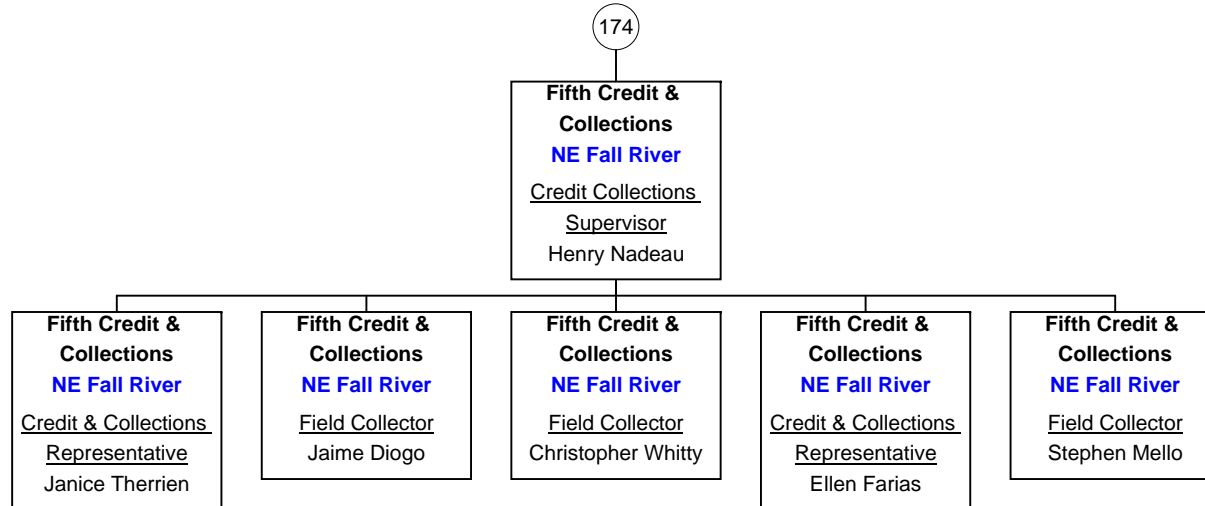 174
Fifth Credit &
Collections
NE Fall River
Credit Collections
Supervisor
Henry Nadeau
Fifth Credit &
Collections
NE Fall River
Credit & Collections
Representative
Janice Therrien
Fifth Credit &
Collections
NE Fall River
Field Collector
Jaime Diogo
Fifth Credit &
Collections
NE Fall River
Field Collector
Christopher Whitty
Fifth Credit &
Collections
NE Fall River
Credit & Collections
Representative
Ellen Farias
Fifth Credit &
Collections
NE Fall River
Field Collector
Stephen Mello